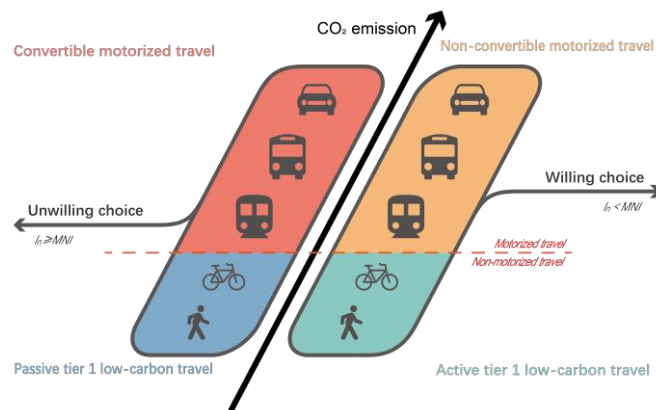 CO₂ emission
Convertible motorized travel
Non-convertible motorized travel
Willing choice
Iₙ < MNI
Unwilling choice
Iₙ ⩾ MNI
Motorized travel
Non-motorized travel
Passive tier 1 low-carbon travel
Active tier 1 low-carbon travel